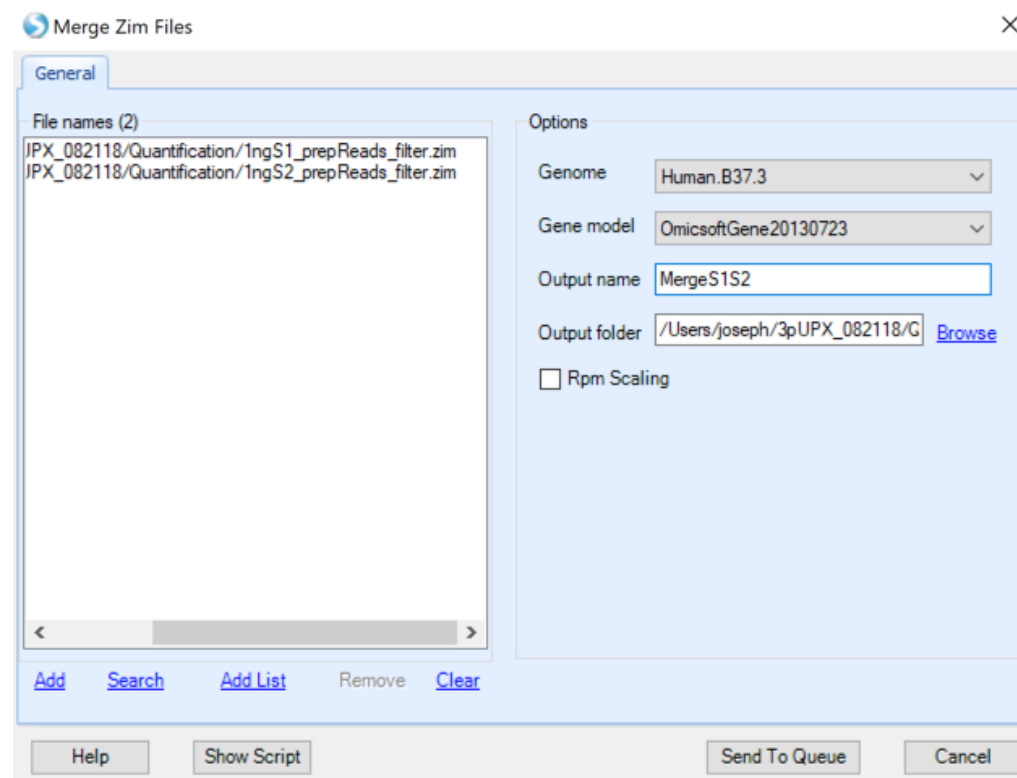 Merge Zim Files
General
File names (2)
JPX_082118/Quantification/1ngS1_prepReads_filter.zim
JPX_082118/Quantification/1ngS2_prepReads_filter.zim
Add Search Add List Remove Clear
Options
Genome Human.B37.3
Gene model OmicsoftGene20130723
Output name MergeS1S2
Output folder /Users/joseph/3pUPX_082118/G Browse
Rpm Scaling
Help Show Script Send To Queue Cancel